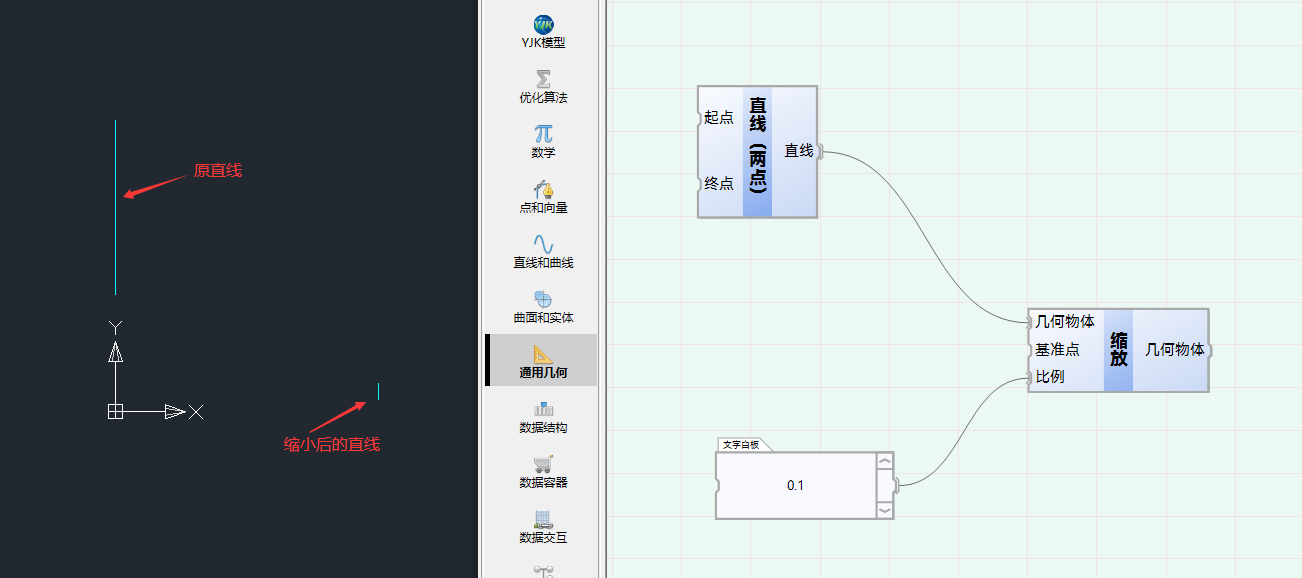 原直线
Y
X
缩小后的直线
YJK
YJK模型
优化算法
数学
点和向量
直线和曲线
曲面和实体
通用几何
数据结构
数据容器
数据交互
起点
终点
直线（两点）
直线
几何物体
基准点
比例
缩放
几何物体
文字白板
0.1